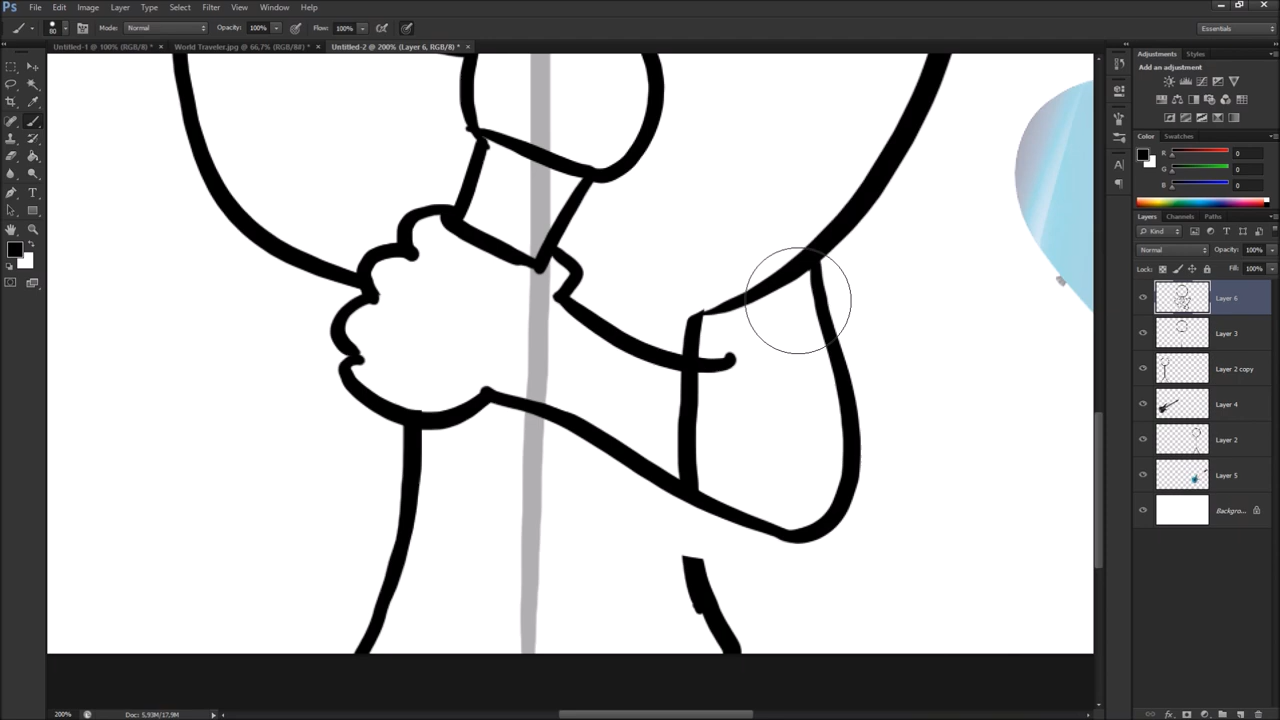 Ps File Edit Image Layer Type Select Filter View Window Help
80 Mode: Normal Opacity: 100% Flow: 100% Essentials
Untitled-1 @ 100% (RGB/8) * × World Traveler.jpg @ 66,7% (RGB/8#) * × Untitled-2 @ 200% (Layer 6, RGB/8) * ×
Adjustments Styles
Add an adjustment
Color Swatches
R 0
G 0
B 0
Layers Channels Paths
Kind
Normal Opacity: 100%
Lock: Fill: 100%
Layer 6
Layer 3
Layer 2 copy
Layer 4
Layer 2
Layer 5
Backgro...
200% Doc: 5,93M/17,9M